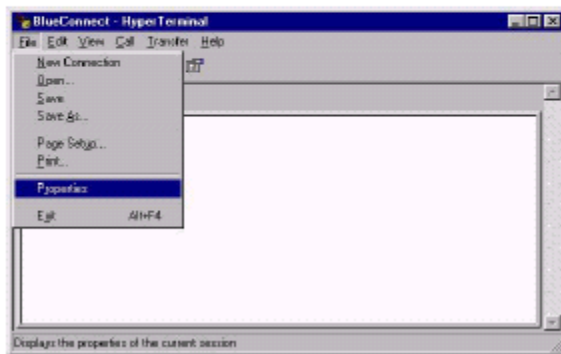 BlueConnect - HyperTerminal
File Edit View Call Transfer Help
New Connection
Open...
Save
Save As...
Page Setup...
Print...
Properties
Exit Alt+F4
Displays the properties of the current session